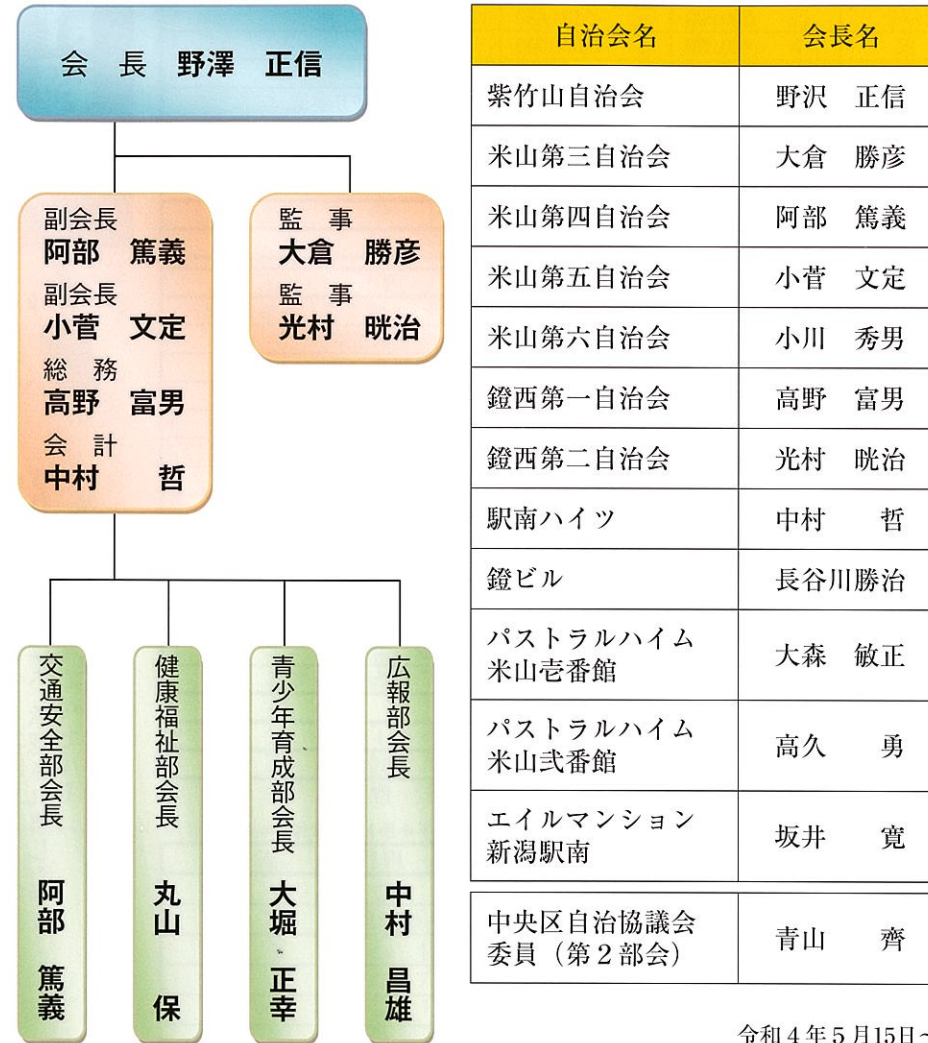 会　長　野澤　正信
副会長
阿部　篤義
副会長
小菅　文定
総　務
高野　富男
会　計
中村　　哲
監　事
大倉　勝彦
監　事
光村　晄治
交通安全部会長　阿部　篤義
健康福祉部会長　丸山　保
青少年育成部会長　大堀　正幸
広報部会長　中村　昌雄
自治会名　会長名
紫竹山自治会　野沢　正信
米山第三自治会　大倉　勝彦
米山第四自治会　阿部　篤義
米山第五自治会　小菅　文定
米山第六自治会　小川　秀男
鐙西第一自治会　高野　富男
鐙西第二自治会　光村　晄治
駅南ハイツ　中村　　哲
鐙ビル　長谷川勝治
パストラルハイム
米山壱番館　大森　敏正
パストラルハイム
米山弐番館　高久　　勇
エイルマンション
新潟駅南　坂井　　寛
中央区自治協議会
委員（第２部会）　青山　　齊
令和４年５月15日~